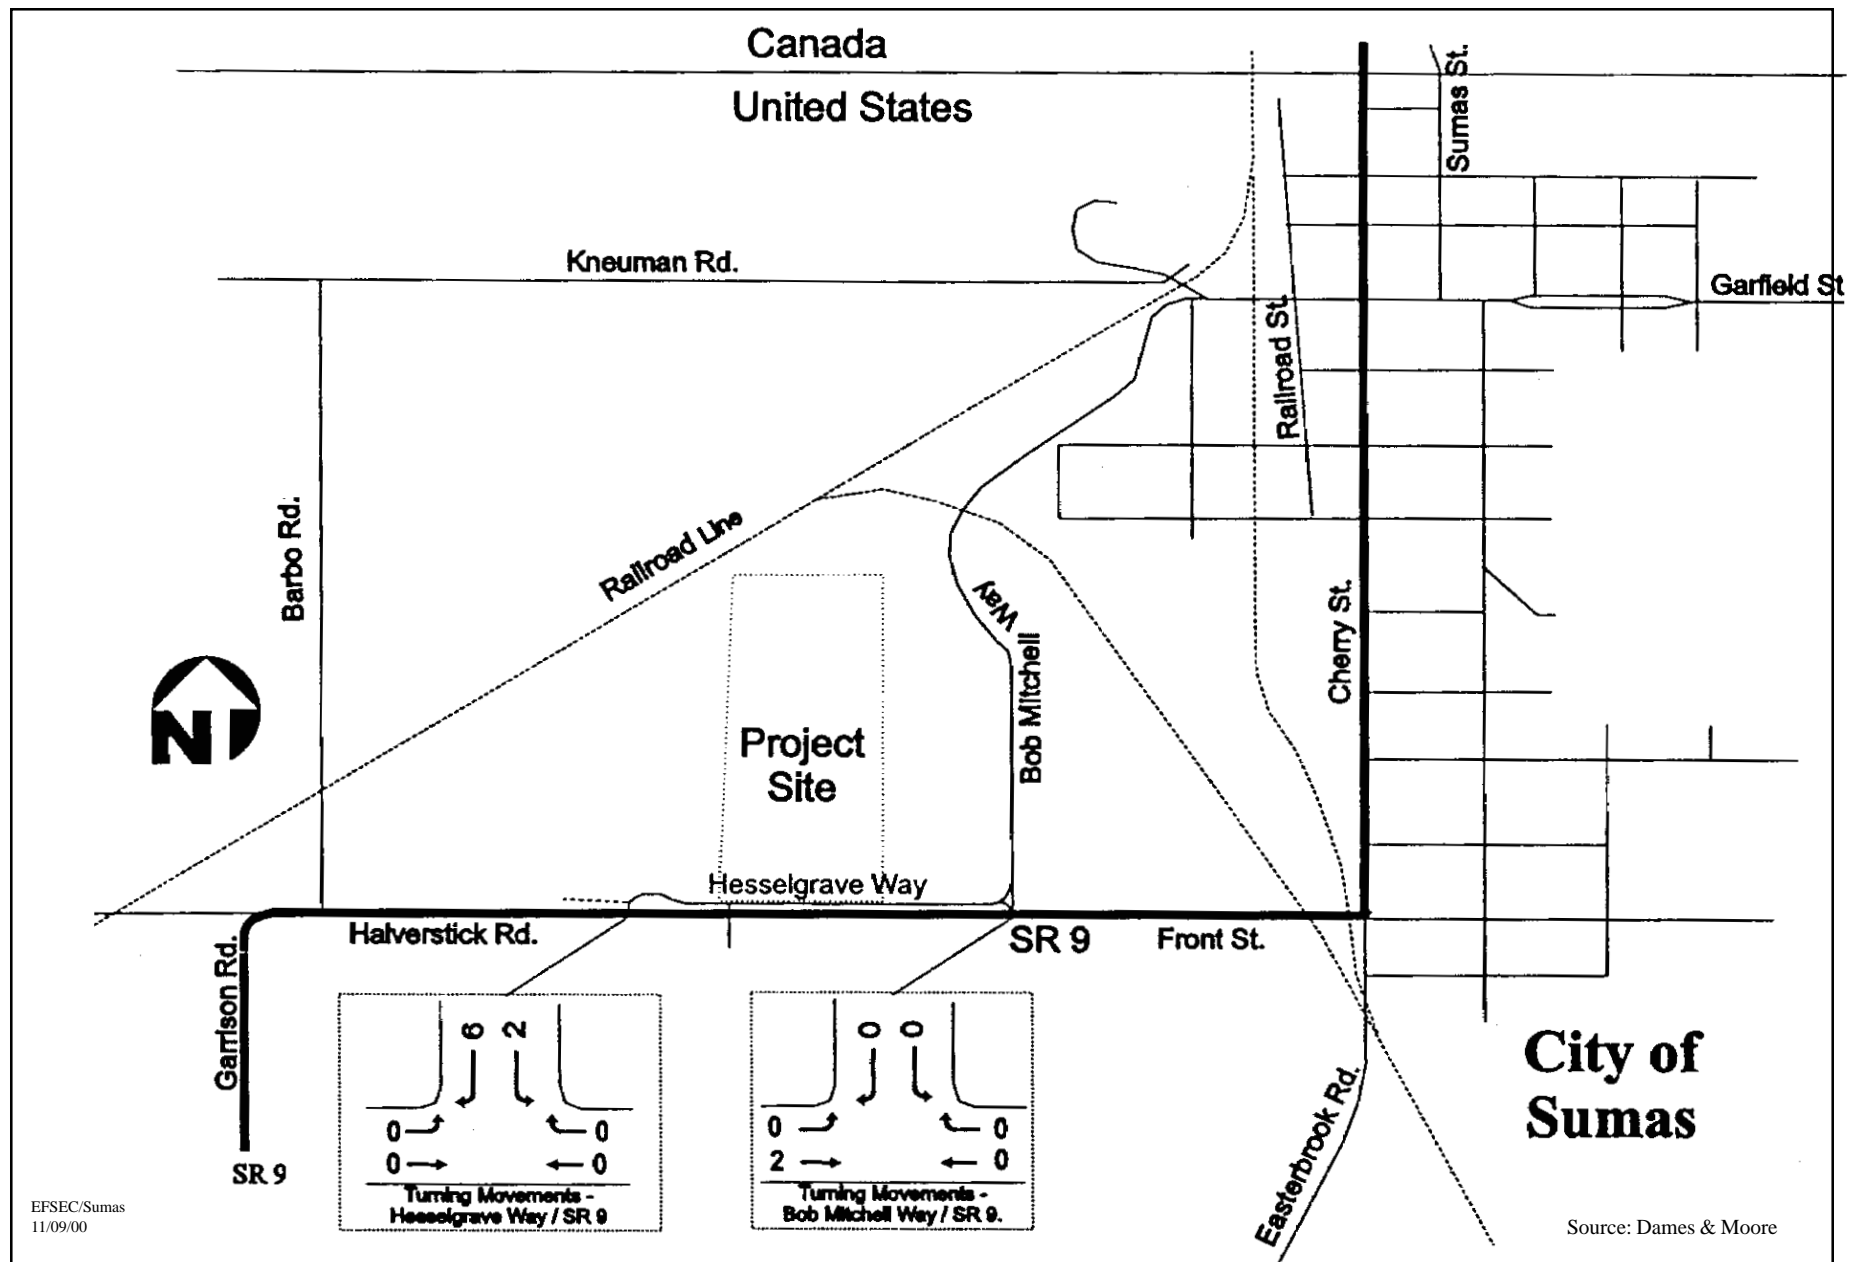 Canada
United States
Sumas St.
Kneuman Rd.
Garfield St
Railroad St.
Barbo Rd.
Railroad Line
Way
Bob Mitchell
Cherry St.
N
Project
Site
Hesselgrave Way
Halverstick Rd.
SR 9
Front St.
Garrison Rd.
SR 9
6 2
0 0
0 0
Turning Movements -
Hesselgrave Way / SR 9
0 0
0 0
2 0
Turning Movements -
Bob Mitchell Way / SR 9.
Easterbrook Rd.
City of
Sumas
EFSEC/Sumas
11/09/00
Source: Dames & Moore